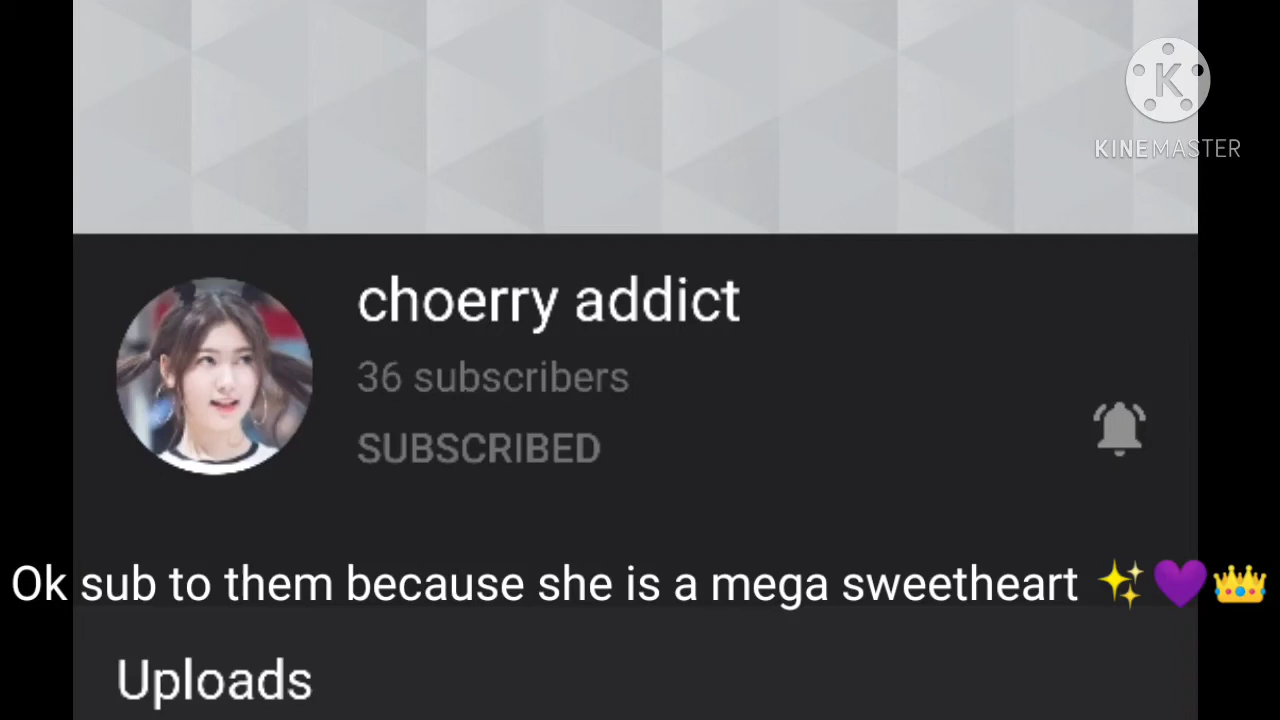 K
KINEMASTER
choerry addict
36 subscribers
SUBSCRIBED
Ok sub to them because she is a mega sweetheart ✨💜👑
Uploads